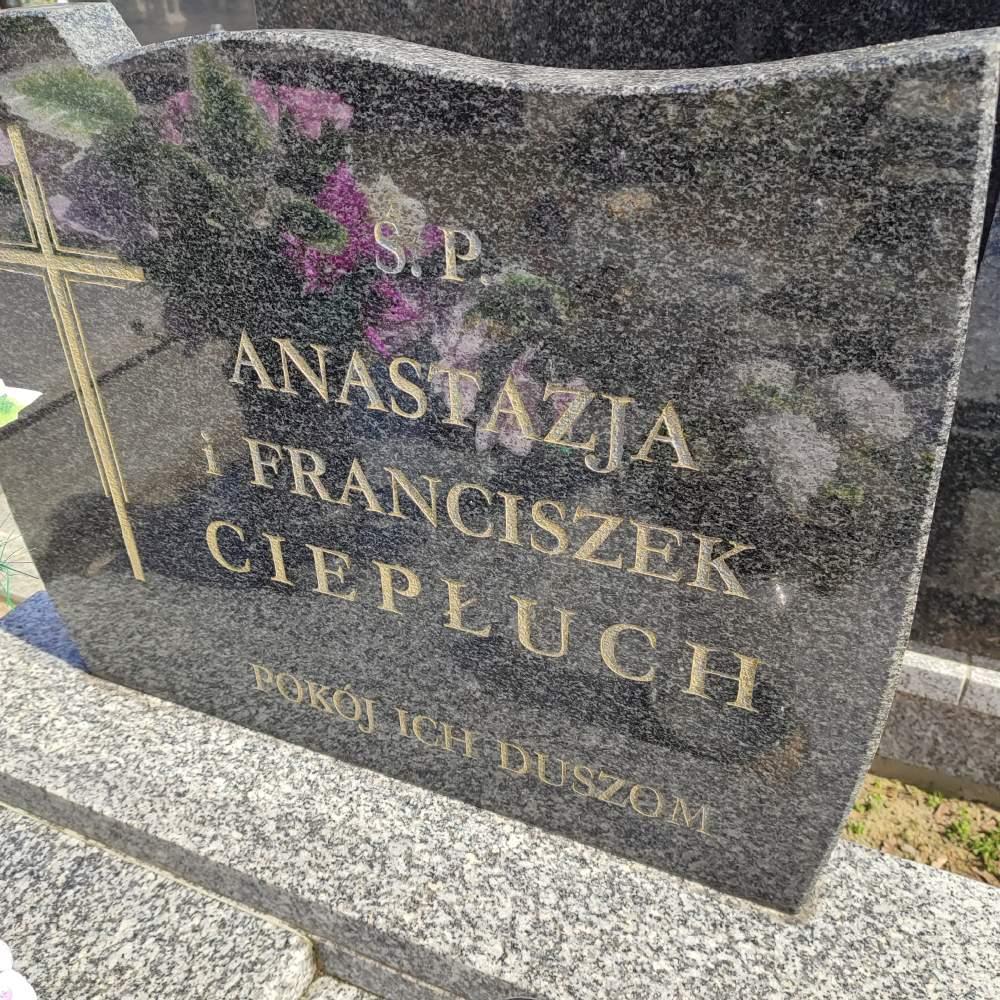 Ś. P.
ANASTAZJA
i FRANCISZEK
CIEPŁUCH
POKÓJ ICH DUSZOM